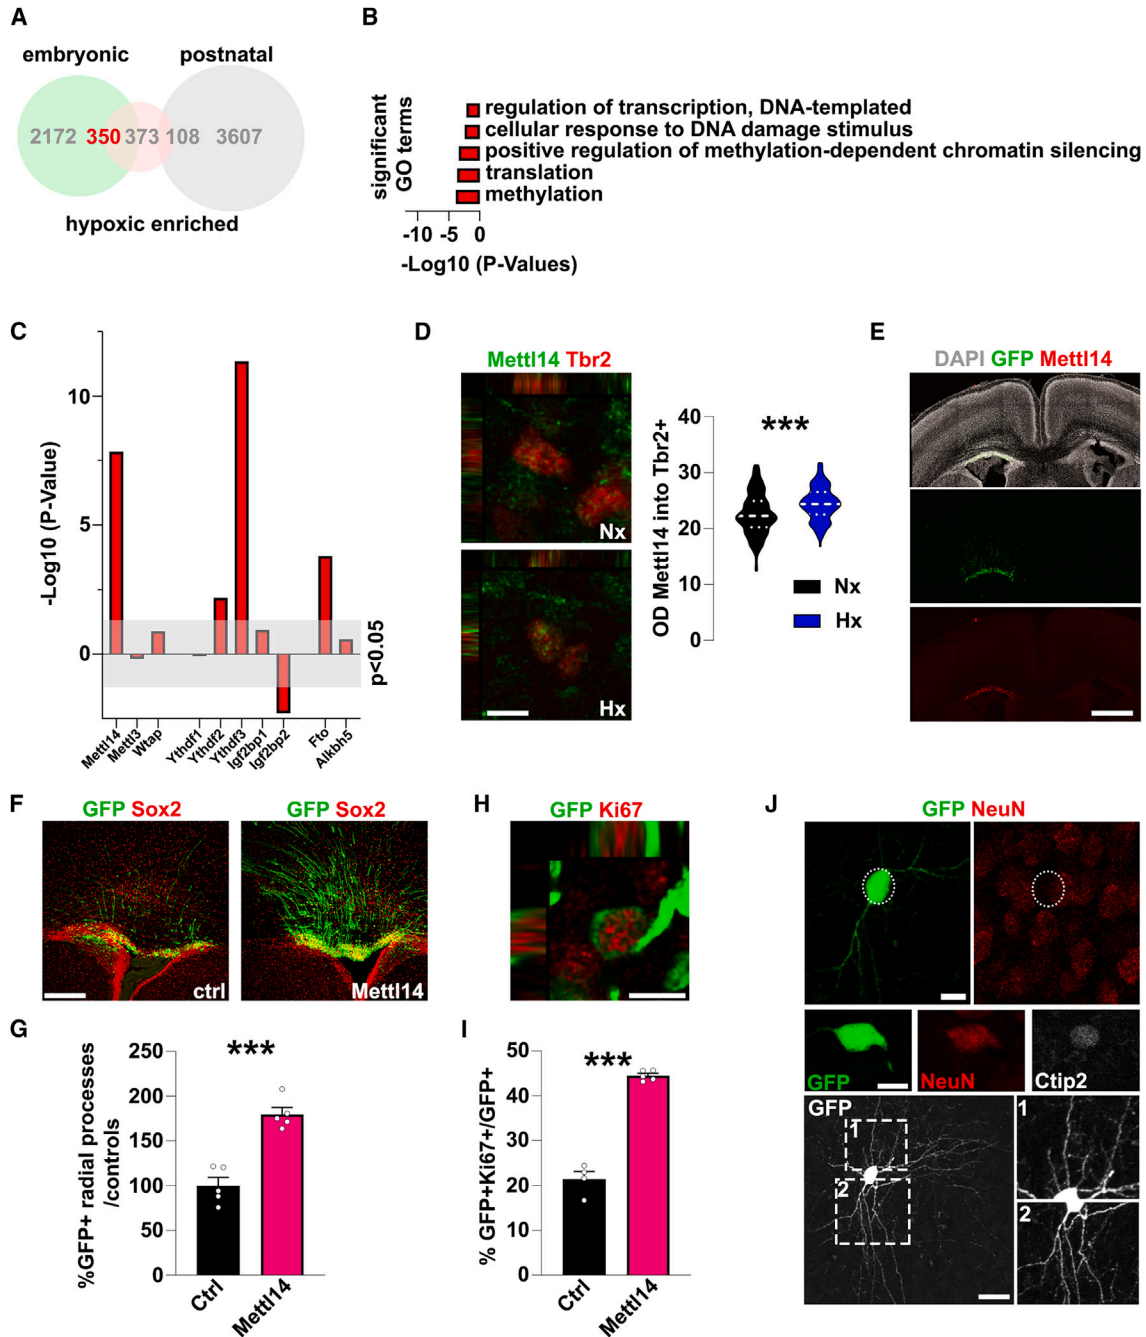 A
embryonic
postnatal
2172 350 373 108 3607
hypoxic enriched
B
significant
GO terms
regulation of transcription, DNA-templated
cellular response to DNA damage stimulus
positive regulation of methylation-dependent chromatin silencing
translation
methylation
-10 -5 0
-Log10 (P-Values)
C
-Log10 (P-Value)
10
5
0
p<0.05
Mettl14
Mettl3
Wtap
Ythdf1
Ythdf2
Ythdf3
Igf2bp1
Igf2bp2
Fto
Alkbh5
D
Mettl14 Tbr2
Nx
Hx
OD Mettl14 into Tbr2+
40
30
20
10
0
***
Nx
Hx
E
DAPI GFP Mettl14
F
GFP Sox2
GFP Sox2
ctrl
Mettl14
G
%GFP+ radial processes
/controls
250
200
150
100
50
0
***
Ctrl
Mettl14
H
GFP Ki67
I
% GFP+Ki67+/GFP+
50
40
30
20
10
0
***
Ctrl
Mettl14
J
GFP NeuN
GFP
NeuN
Ctip2
GFP
1
2
1
2